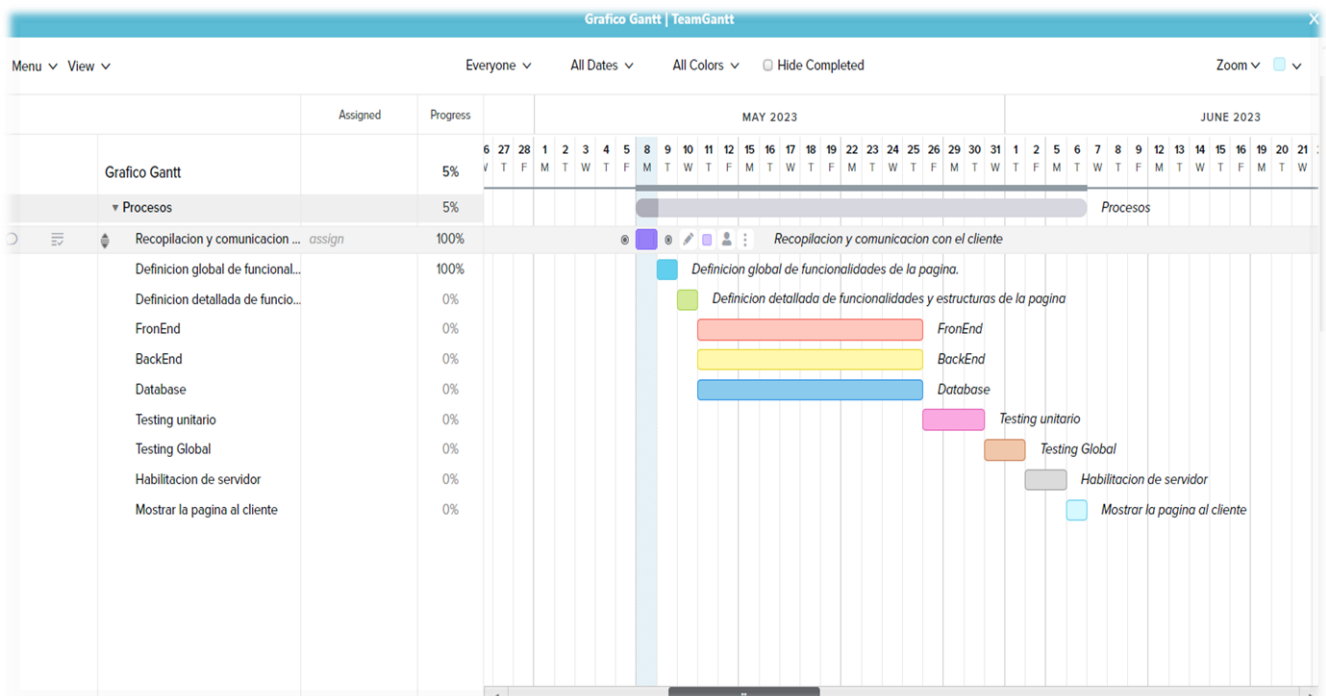 Grafico Gantt | TeamGantt X
Menu View Everyone All Dates All Colors Hide Completed Zoom
Assigned Progress MAY 2023 JUNE 2023
6 27 28 1 2 3 4 5 8 9 10 11 12 15 16 17 18 19 22 23 24 25 26 29 30 31 1 2 5 6 7 8 9 12 13 14 15 16 19 20 21
W T F M T W T F M T W T F M T W T F M T W T F M T W T F M T W T F M T W T F M T W
Grafico Gantt 5%
Procesos 5% Procesos
Recopilacion y comunicacion ... assign 100% Recopilacion y comunicacion con el cliente
Definicion global de funcional... 100% Definicion global de funcionalidades de la pagina.
Definicion detallada de funcio... 0% Definicion detallada de funcionalidades y estructuras de la pagina
FronEnd 0% FronEnd
BackEnd 0% BackEnd
Database 0% Database
Testing unitario 0% Testing unitario
Testing Global 0% Testing Global
Habilitacion de servidor 0% Habilitacion de servidor
Mostrar la pagina al cliente 0% Mostrar la pagina al cliente